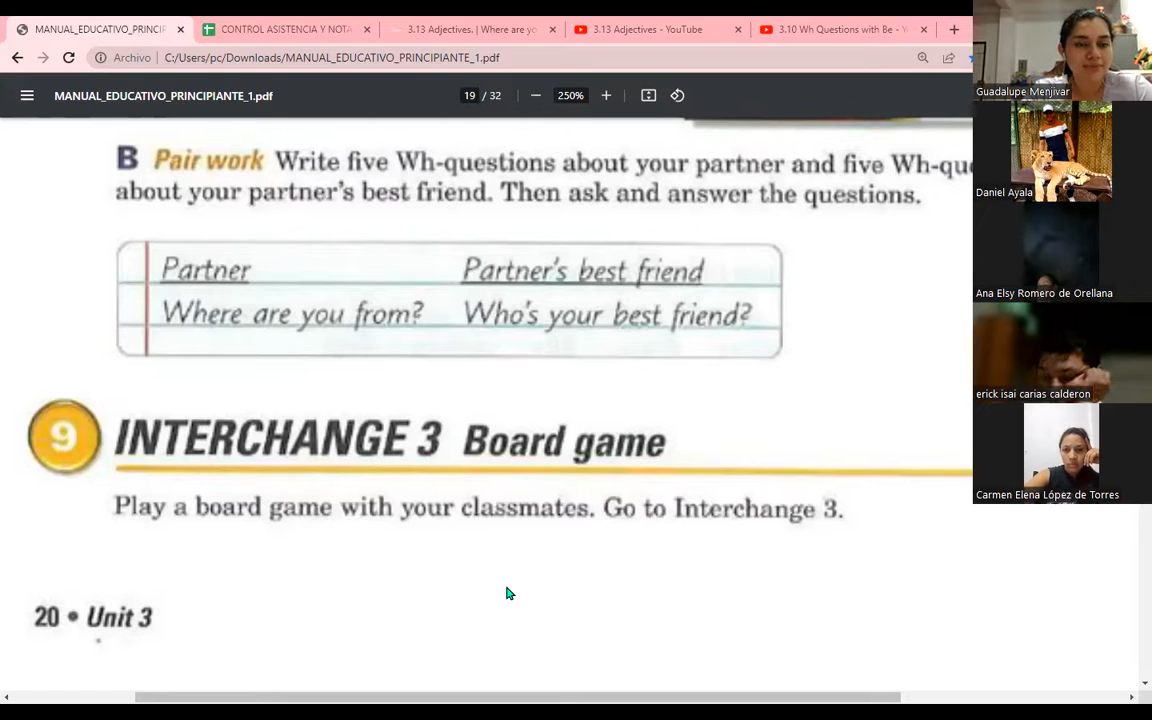 MANUAL_EDUCATIVO_PRINCIP
CONTROL ASISTENCIA Y NOTA
3.13 Adjectives. | Where are yo
3.13 Adjectives - YouTube
3.10 Wh Questions with Be - Y
Archivo
C:/Users/pc/Downloads/MANUAL_EDUCATIVO_PRINCIPIANTE_1.pdf
MANUAL_EDUCATIVO_PRINCIPIANTE_1.pdf
19 / 32
250%
B Pair work Write five Wh-questions about your partner and five Wh-qu
about your partner's best friend. Then ask and answer the questions.
Partner Partner's best friend
Where are you from? Who's your best friend?
9 INTERCHANGE 3 Board game
Play a board game with your classmates. Go to Interchange 3.
20 • Unit 3
Guadalupe Menjivar
Daniel Ayala
Ana Elsy Romero de Orellana
erick isai carias calderon
Carmen Elena López de Torres